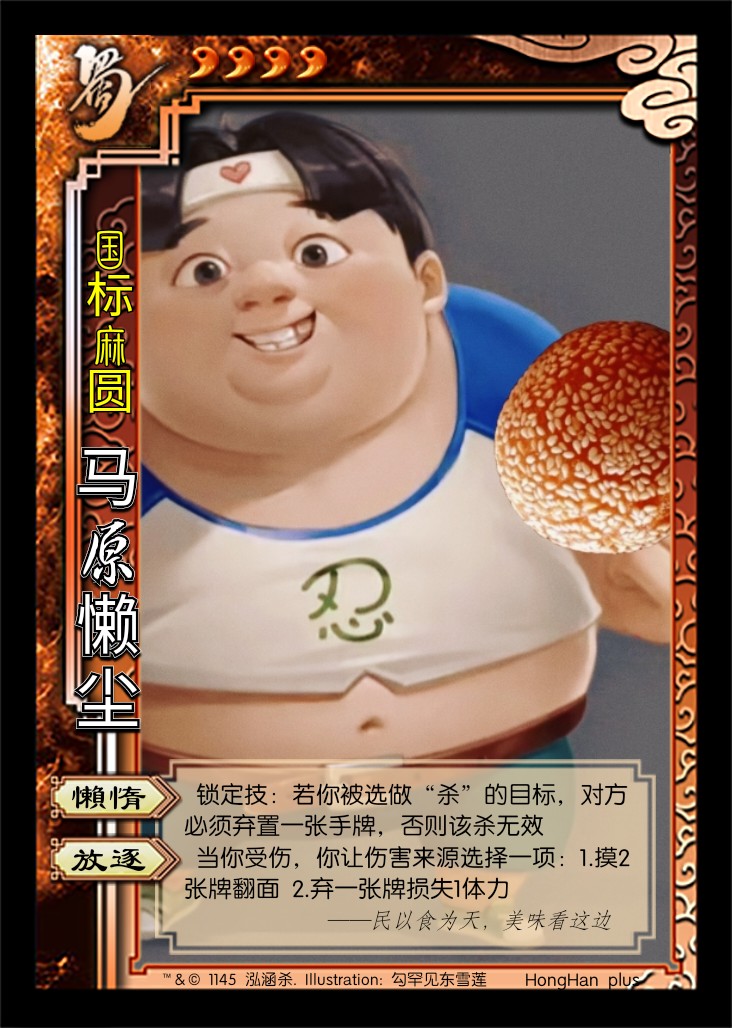 蜀
国标麻圆
马原懒尘
忍
懒惰
锁定技：若你被选做“杀”的目标，对方
必须弃置一张手牌，否则该杀无效
放逐
当你受伤，你让伤害来源选择一项：1.摸2
张牌翻面 2.弃一张牌损失1体力
——民以食为天，美味看这边
™&© 1145 泓涵杀. Illustration: 勾罕见东雪莲
HongHan plus